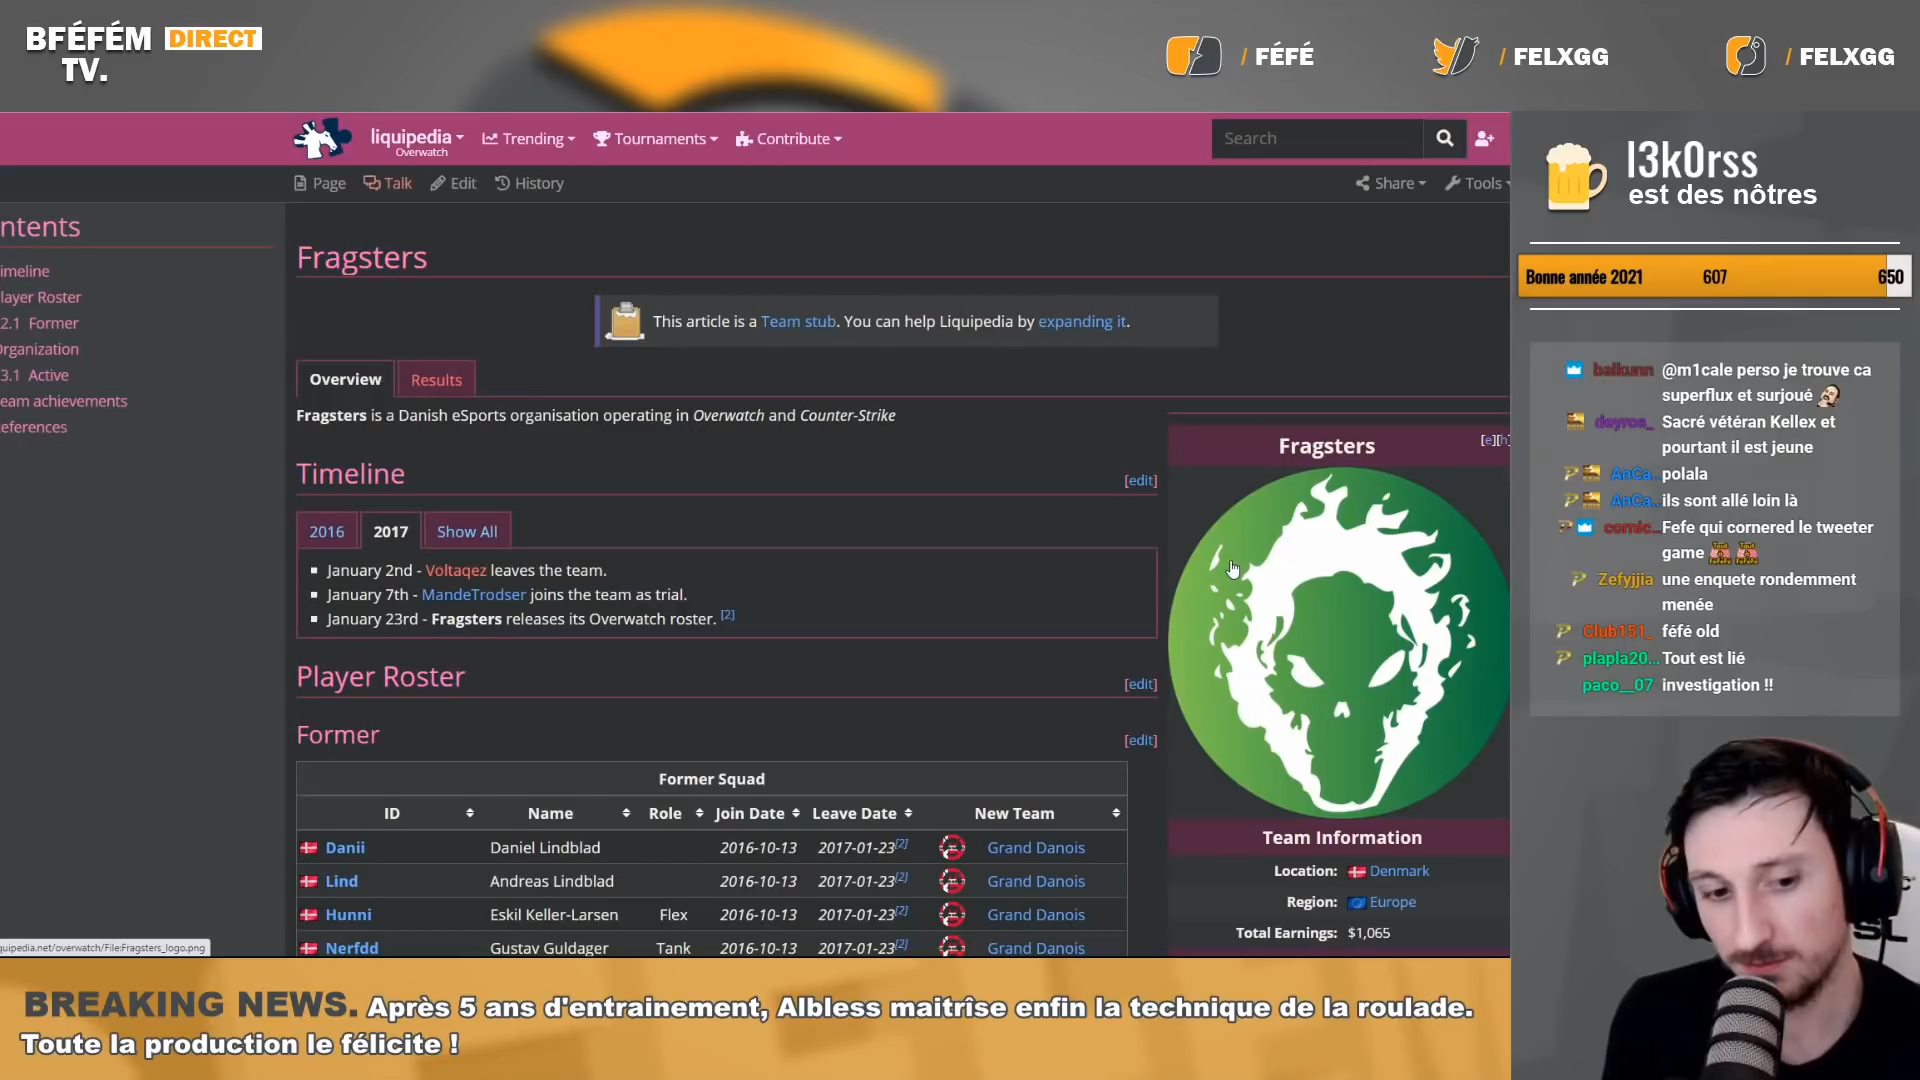 BFÉFÉM DIRECT
TV.
/ FÉFÉ
/ FELXGG
/ FELXGG
liquipedia
Overwatch
Trending
Tournaments
Contribute
Search
Page
Talk
Edit
History
Share
Tools
ntents
imeline
layer Roster
2.1 Former
Organization
3.1 Active
eam achievements
eferences
Fragsters
This article is a Team stub. You can help Liquipedia by expanding it.
Overview
Results
Fragsters is a Danish eSports organisation operating in Overwatch and Counter-Strike
Timeline
[edit]
2016
2017
Show All
January 2nd - Voltaqez leaves the team.
January 7th - MandeTrodser joins the team as trial.
January 23rd - Fragsters releases its Overwatch roster. [2]
Player Roster
[edit]
Former
[edit]
Former Squad
ID Name Role Join Date Leave Date New Team
Danii Daniel Lindblad 2016-10-13 2017-01-23[2] Grand Danois
Lind Andreas Lindblad 2016-10-13 2017-01-23[2] Grand Danois
Hunni Eskil Keller-Larsen Flex 2016-10-13 2017-01-23[2] Grand Danois
Nerfdd Gustav Guldager Tank 2016-10-13 2017-01-23[2] Grand Danois
quipedia.net/overwatch/File:Fragsters_logo.png
Fragsters
[e][h]
Team Information
Location: Denmark
Region: Europe
Total Earnings: $1,065
l3k0rss
est des nôtres
Bonne année 2021 607 650
baikunn @m1cale perso je trouve ca
superflux et surjoué
deyros_ Sacré vétéran Kellex et
pourtant il est jeune
AnCa... polala
AnCa... ils sont allé loin là
cornic... Fefe qui cornered le tweeter
game
Zefyjjia une enquete rondemment
menée
Club151_ féfé old
plapla20... Tout est lié
paco__07 investigation !!
BREAKING NEWS. Après 5 ans d'entrainement, Albless maitrîse enfin la technique de la roulade.
Toute la production le félicite !